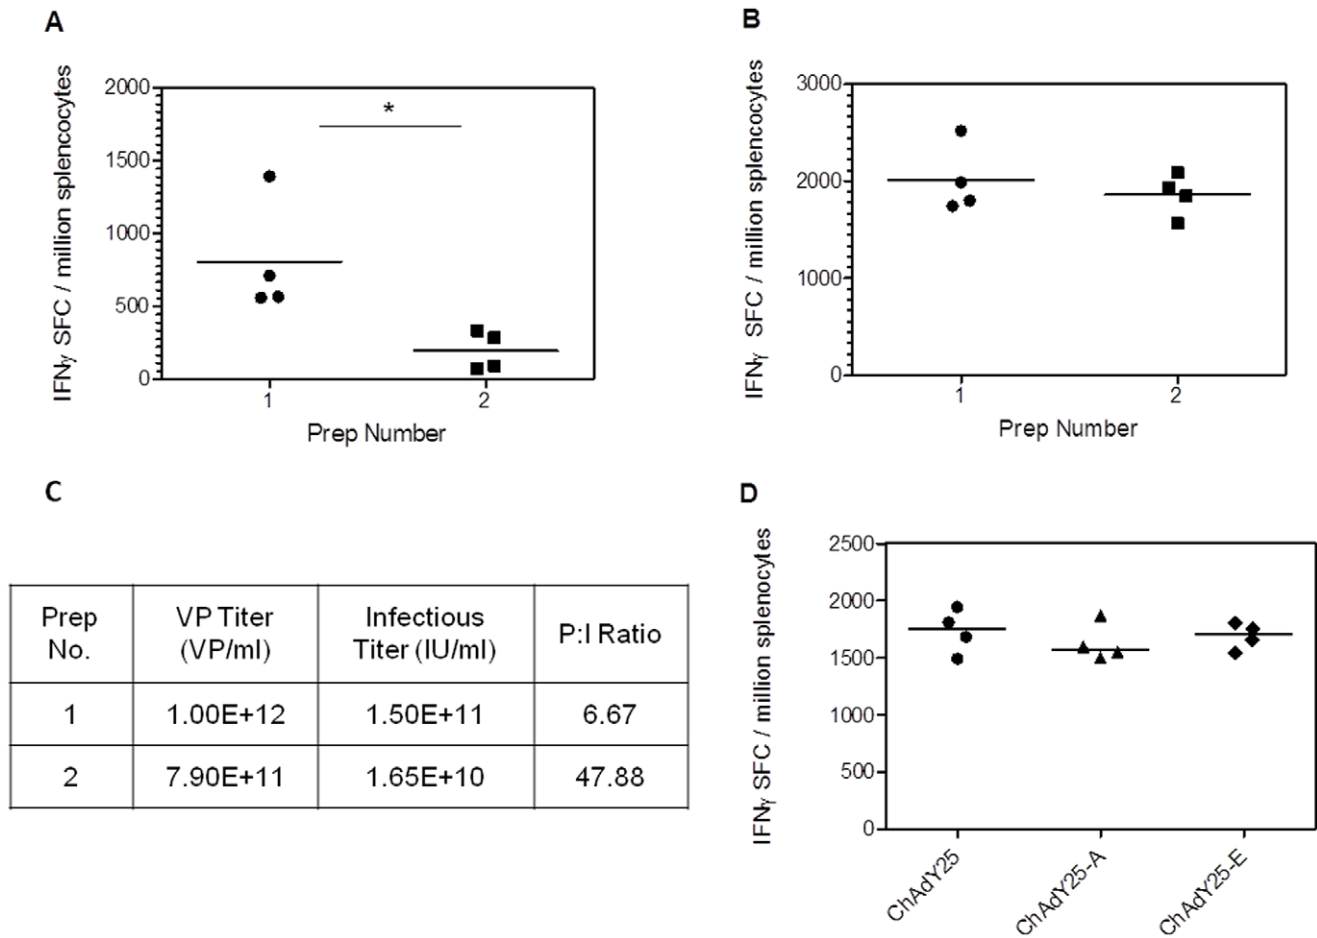 A
IFNγ SFC / million splencocytes
2000
1500
1000
500
0
*
1
2
Prep Number
B
IFNγ SFC / million splencocytes
3000
2000
1000
0
1
2
Prep Number
C
Prep No.
VP Titer (VP/ml)
Infectious Titer (IU/ml)
P:I Ratio
1
1.00E+12
1.50E+11
6.67
2
7.90E+11
1.65E+10
47.88
D
IFNγ SFC / million splenocytes
2500
2000
1500
1000
500
0
ChAdY25
ChAdY25-A
ChAdY25-E